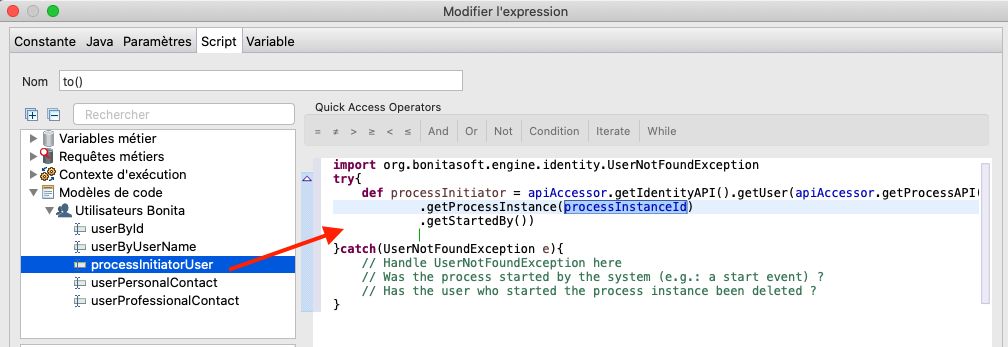 Modifier l'expression
Constante Java Paramètres Script Variable
Nom to()
Rechercher
Variables métier
Requêtes métiers
Contexte d'exécution
Modèles de code
Utilisateurs Bonita
userById
userByUserName
processInitiatorUser
userPersonalContact
userProfessionalContact
Quick Access Operators
= ≠ > ≥ < ≤ And Or Not Condition Iterate While
import org.bonitasoft.engine.identity.UserNotFoundException
try{
def processInitiator = apiAccessor.getIdentityAPI().getUser(apiAccessor.getProcessAPI(
.getProcessInstance(processInstanceId)
.getStartedBy())
}catch(UserNotFoundException e){
// Handle UserNotFoundException here
// Was the process started by the system (e.g.: a start event) ?
// Has the user who started the process instance been deleted ?
}